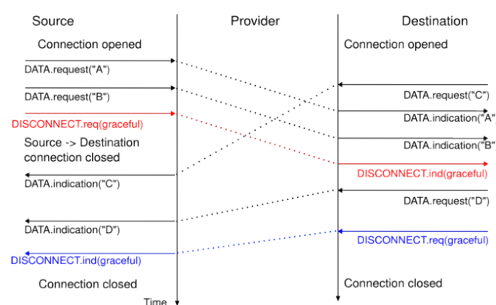 Source Provider Destination
Connection opened Connection opened
DATA.request("A")
DATA.request("B") DATA.request("C")
DISCONNECT.req(graceful) DATA.indication("A"
Source -> Destination DATA.indication("B")
connection closed
DISCONNECT.ind(graceful)
DATA.indication("C")
DATA.request("D")
DATA.indication("D")
DISCONNECT.req(graceful)
DISCONNECT.ind(graceful)
Connection closed Connection closed
Time